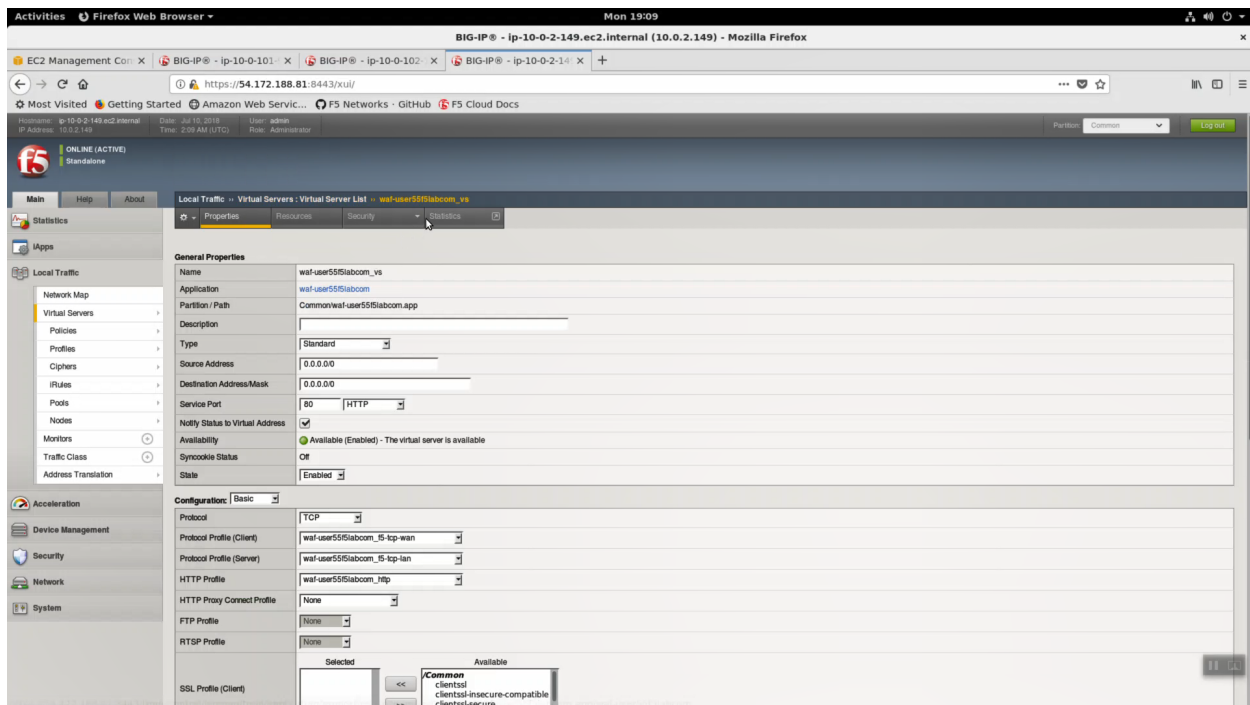 Activities Firefox Web Browser Mon 19:09
BIG-IP® - ip-10-0-2-149.ec2.internal (10.0.2.149) - Mozilla Firefox
EC2 Management Con BIG-IP® - ip-10-0-101- BIG-IP® - ip-10-0-102- BIG-IP® - ip-10-0-2-14
https://54.172.188.81:8443/xui/
Most Visited Getting Started Amazon Web Servic... F5 Networks · GitHub F5 Cloud Docs
Hostname: ip-10-0-2-149.ec2.internal Date: Jul 10, 2018 User: admin
IP Address: 10.0.2.149 Time: 2:09 AM (UTC) Role: Administrator
Partition: Common Log out
f5
ONLINE (ACTIVE)
Standalone
Main Help About
Local Traffic ›› Virtual Servers : Virtual Server List ›› waf-user55f5labcom_vs
Properties Resources Security Statistics
Statistics
iApps
Local Traffic
Network Map
Virtual Servers
Policies
Profiles
Ciphers
iRules
Pools
Nodes
Monitors
Traffic Class
Address Translation
Acceleration
Device Management
Security
Network
System
General Properties
Name waf-user55f5labcom_vs
Application waf-user55f5labcom
Partition / Path Common/waf-user55f5labcom.app
Description
Type Standard
Source Address 0.0.0.0/0
Destination Address/Mask 0.0.0.0/0
Service Port 80 HTTP
Notify Status to Virtual Address
Availability Available (Enabled) - The virtual server is available
Syncookie Status Off
State Enabled
Configuration: Basic
Protocol TCP
Protocol Profile (Client) waf-user55f5labcom_f5-tcp-wan
Protocol Profile (Server) waf-user55f5labcom_f5-tcp-lan
HTTP Profile waf-user55f5labcom_http
HTTP Proxy Connect Profile None
FTP Profile None
RTSP Profile None
Selected Available
SSL Profile (Client)
<<
/Common
clientssl
clientssl-insecure-compatible
clientssl-secure